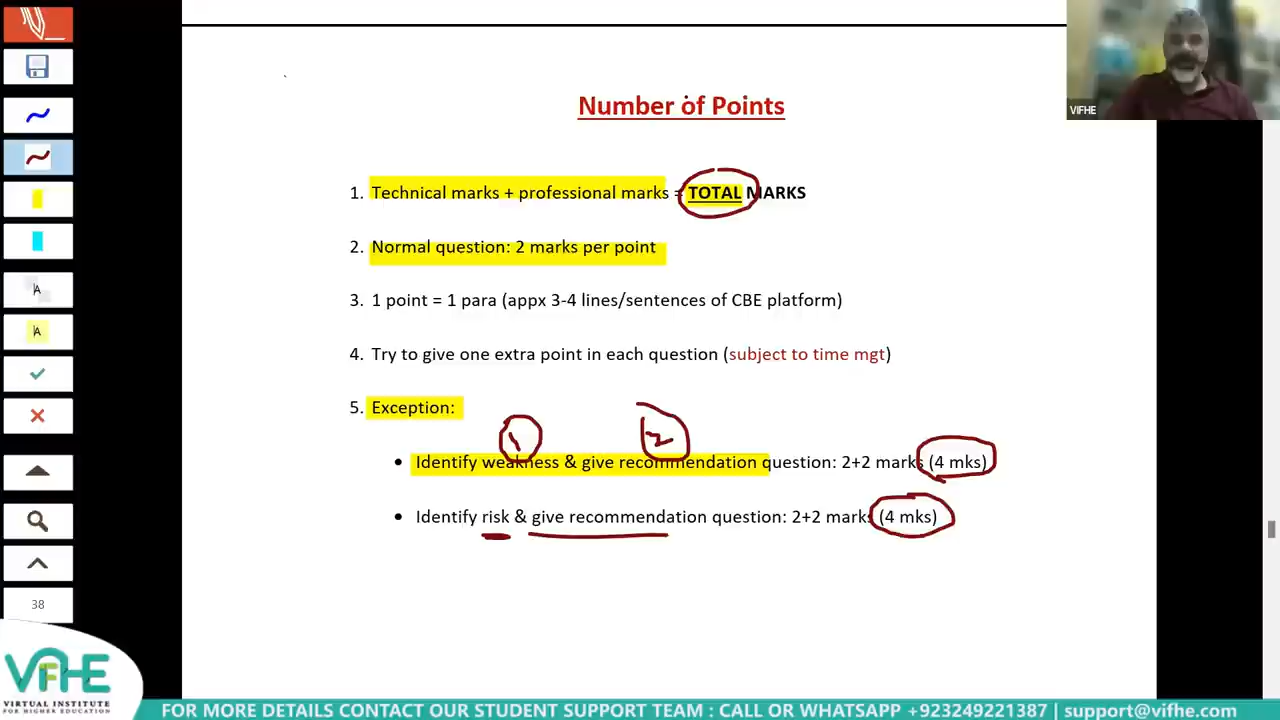 Number of Points
VIFHE
1. Technical marks + professional marks = TOTAL MARKS
2. Normal question: 2 marks per point
3. 1 point = 1 para (appx 3-4 lines/sentences of CBE platform)
4. Try to give one extra point in each question (subject to time mgt)
5. Exception:
1 2
• Identify weakness & give recommendation question: 2+2 marks (4 mks)
• Identify risk & give recommendation question: 2+2 marks (4 mks)
A
A
38
VIFHE
VIRTUAL INSTITUTE
FOR HIGHER EDUCATION
FOR MORE DETAILS CONTACT OUR STUDENT SUPPORT TEAM : CALL OR WHATSAPP +923249221387 | support@vifhe.com